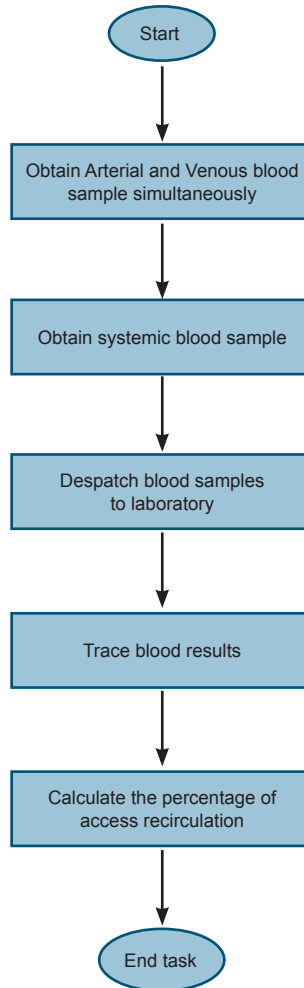 Start
Obtain Arterial and Venous blood
sample simultaneously
Obtain systemic blood sample
Despatch blood samples
to laboratory
Trace blood results
Calculate the percentage of
access recirculation
End task